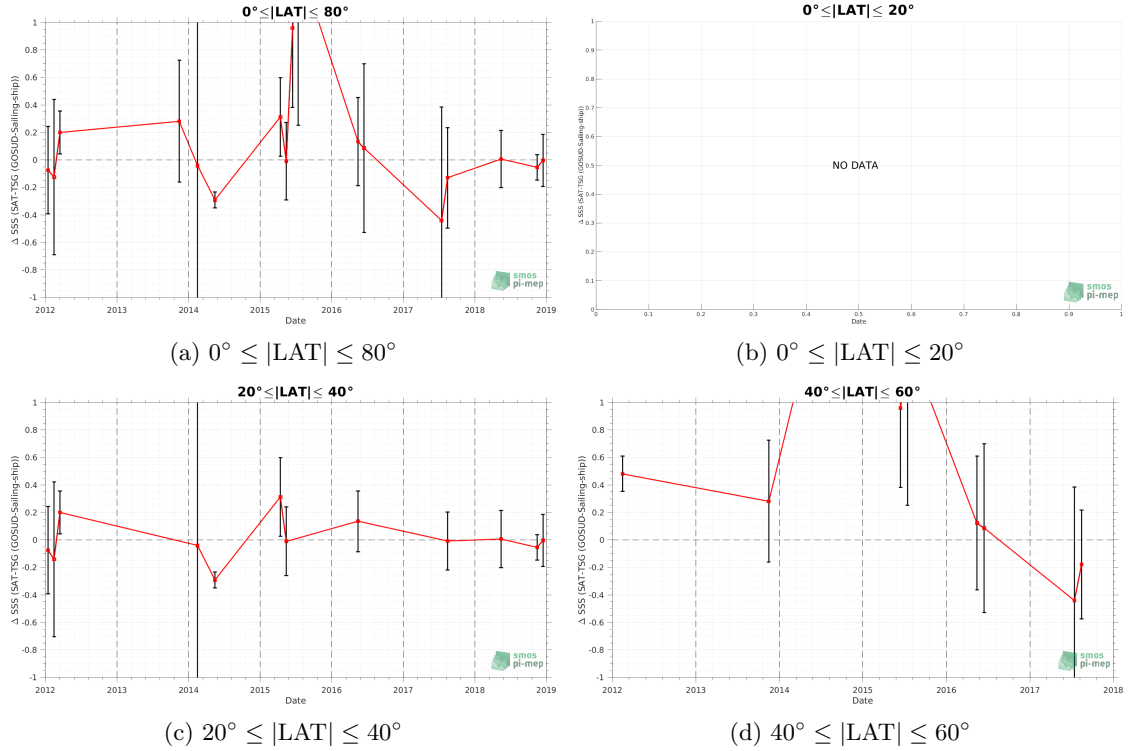 0°≤|LAT|≤ 80°
Δ SSS (SAT-TSG (GOSUD-Sailing-ship))
1
0.8
0.6
0.4
0.2
0
-0.2
-0.4
-0.6
-0.8
-1
2012 2013 2014 2015 2016 2017 2018 2019
Date
smos
pi-mep
(a) 0° ≤ |LAT| ≤ 80°
0°≤|LAT|≤ 20°
Δ SSS (SAT-TSG (GOSUD-Sailing-ship))
1
0.9
0.8
0.7
0.6
0.5
0.4
0.3
0.2
0.1
0
NO DATA
0 0.1 0.2 0.3 0.4 0.5 0.6 0.7 0.8 0.9 1
Date
smos
pi-mep
(b) 0° ≤ |LAT| ≤ 20°
20°≤|LAT|≤ 40°
Δ SSS (SAT-TSG (GOSUD-Sailing-ship))
1
0.8
0.6
0.4
0.2
0
-0.2
-0.4
-0.6
-0.8
-1
2012 2013 2014 2015 2016 2017 2018 2019
Date
smos
pi-mep
(c) 20° ≤ |LAT| ≤ 40°
40°≤|LAT|≤ 60°
Δ SSS (SAT-TSG (GOSUD-Sailing-ship))
1
0.8
0.6
0.4
0.2
0
-0.2
-0.4
-0.6
-0.8
-1
2012 2013 2014 2015 2016 2017 2018
Date
smos
pi-mep
(d) 40° ≤ |LAT| ≤ 60°